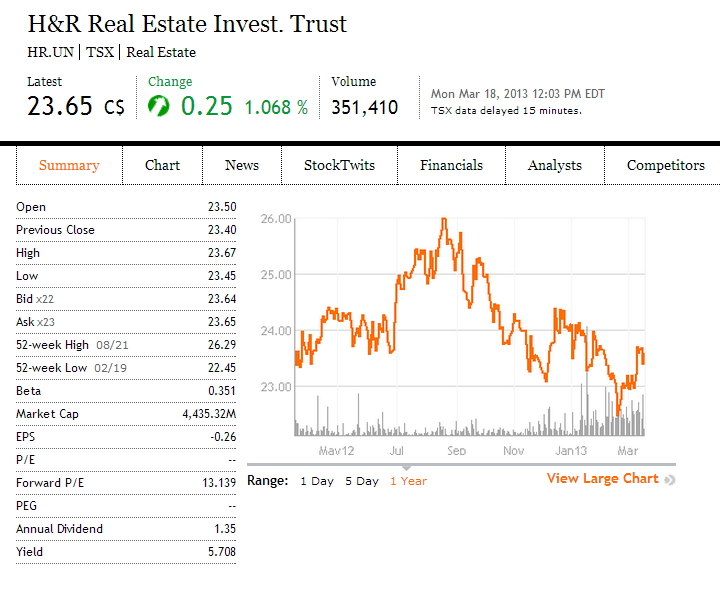 H&R Real Estate Invest. Trust
HR.UN | TSX | Real Estate
Latest Change Volume
23.65 C$ 0.25 1.068 % 351,410
Mon Mar 18, 2013 12:03 PM EDT
TSX data delayed 15 minutes.
Summary Chart News StockTwits Financials Analysts Competitors
Open 23.50
Previous Close 23.40
High 23.67
Low 23.45
Bid x22 23.64
Ask x23 23.65
52-week High 08/21 26.29
52-week Low 02/19 22.45
Beta 0.351
Market Cap 4,435.32M
EPS -0.26
P/E --
Forward P/E 13.139
PEG --
Annual Dividend 1.35
Yield 5.708
26.00
25.00
24.00
23.00
May12 Jul Sep Nov Jan13 Mar
Range: 1 Day 5 Day 1 Year
View Large Chart